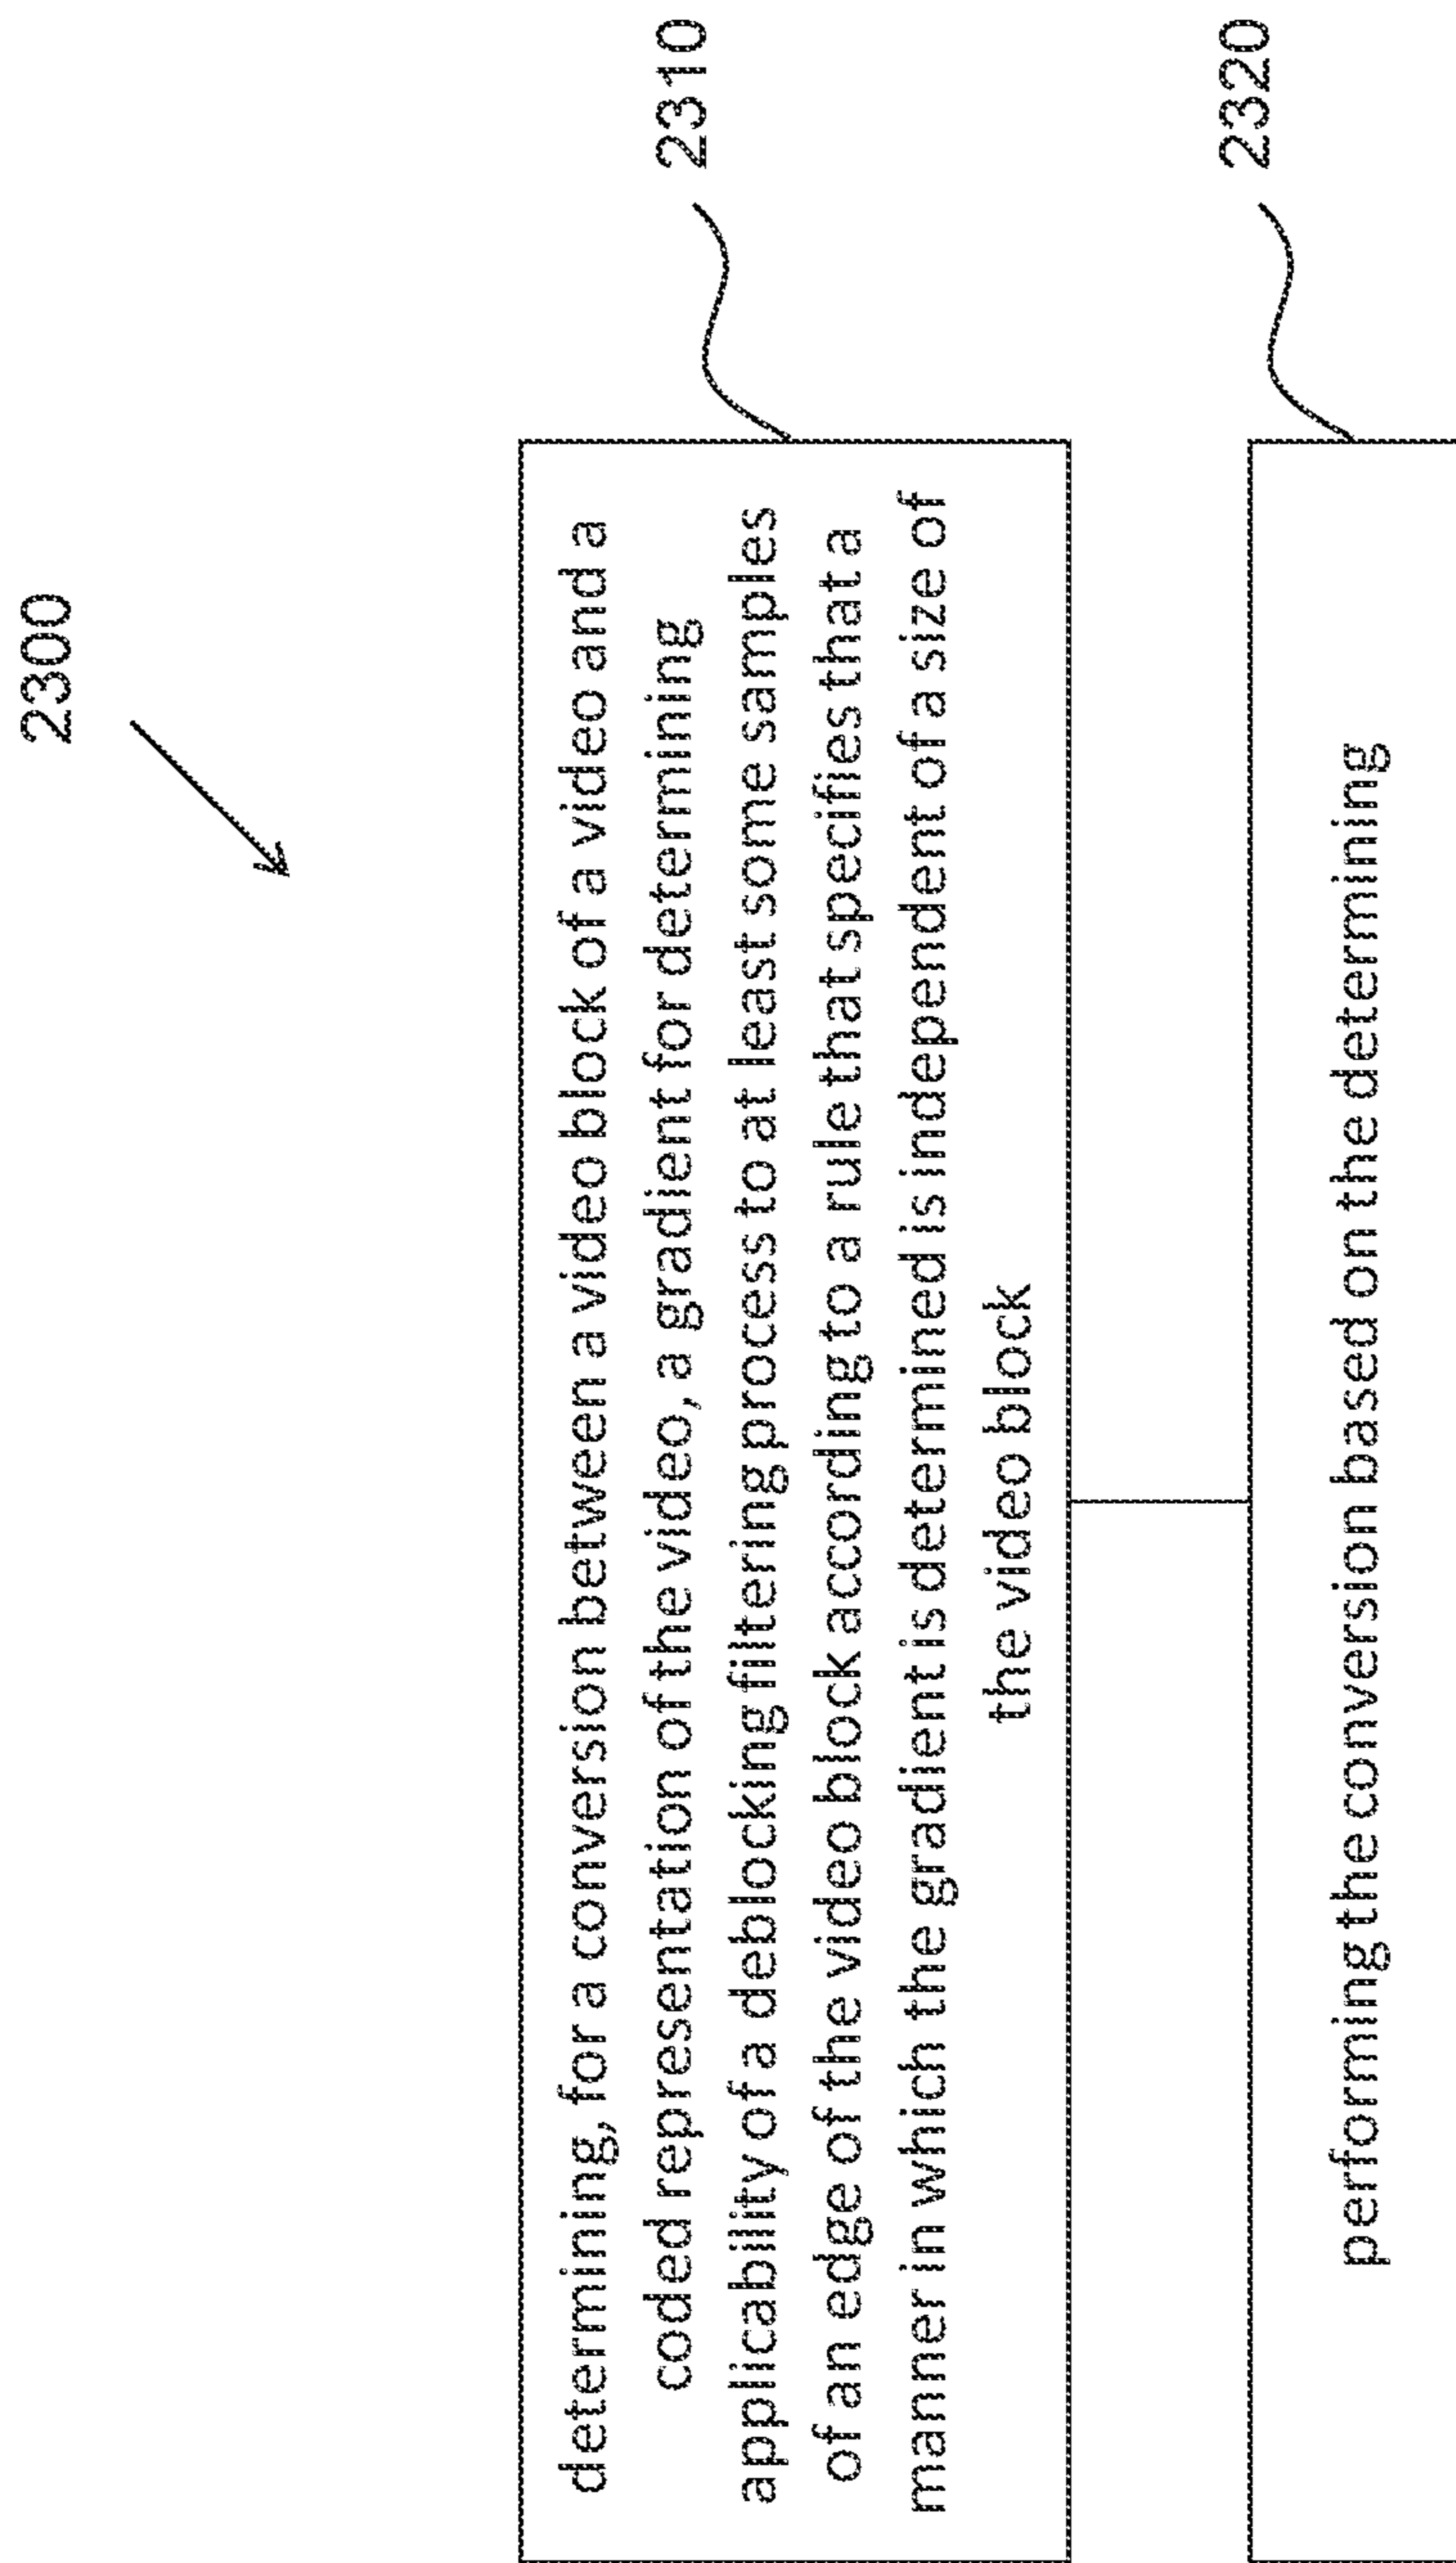 2300
2310
determining, for a conversion between a video block of a video and a
coded representation of the video, a gradient for determining
applicability of a deblocking filtering process to at least some samples
of an edge of the video block according to a rule that specifies that a
manner in which the gradient is determined is independent of a size of
the video block
2320
performing the conversion based on the determining